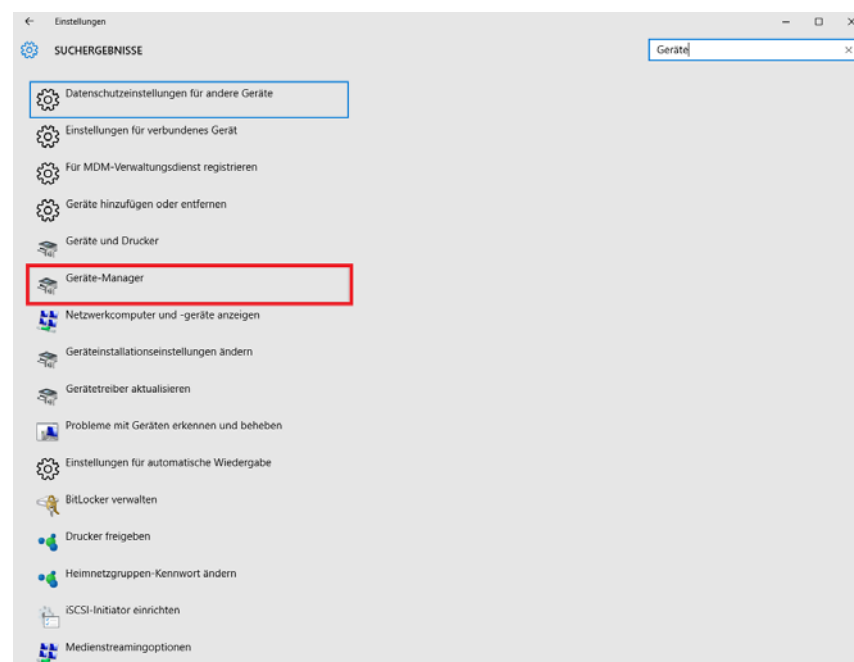 Einstellungen
SUCHERGEBNISSE
Geräte
Datenschutzeinstellungen für andere Geräte
Einstellungen für verbundenes Gerät
Für MDM-Verwaltungsdienst registrieren
Geräte hinzufügen oder entfernen
Geräte und Drucker
Geräte-Manager
Netzwerkcomputer und -geräte anzeigen
Geräteinstallationseinstellungen ändern
Gerätetreiber aktualisieren
Probleme mit Geräten erkennen und beheben
Einstellungen für automatische Wiedergabe
BitLocker verwalten
Drucker freigeben
Heimnetzgruppen-Kennwort ändern
iSCSI-Initiator einrichten
Medienstreamingoptionen